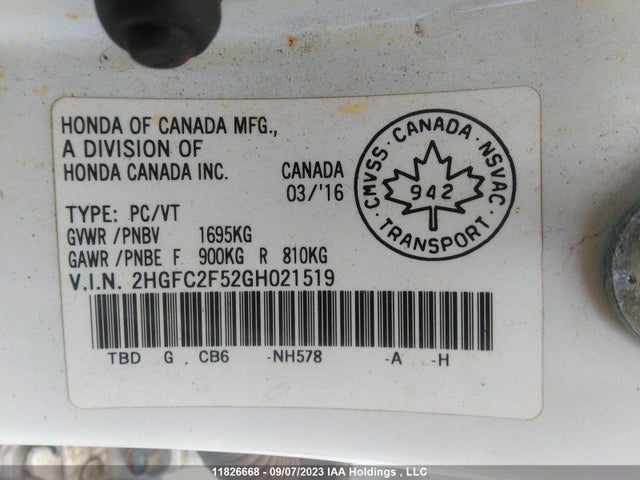 HONDA OF CANADA MFG.,
A DIVISION OF
HONDA CANADA INC. CANADA
03/'16
CMVSS · CANADA · NSVAC
942
TRANSPORT
TYPE: PC/VT
GVWR /PNBV 1695KG
GAWR /PNBE F 900KG R 810KG
V.I.N. 2HGFC2F52GH021519
TBD G . CB6 -NH578 -A -H
11826668 - 09/07/2023 IAA Holdings , LLC